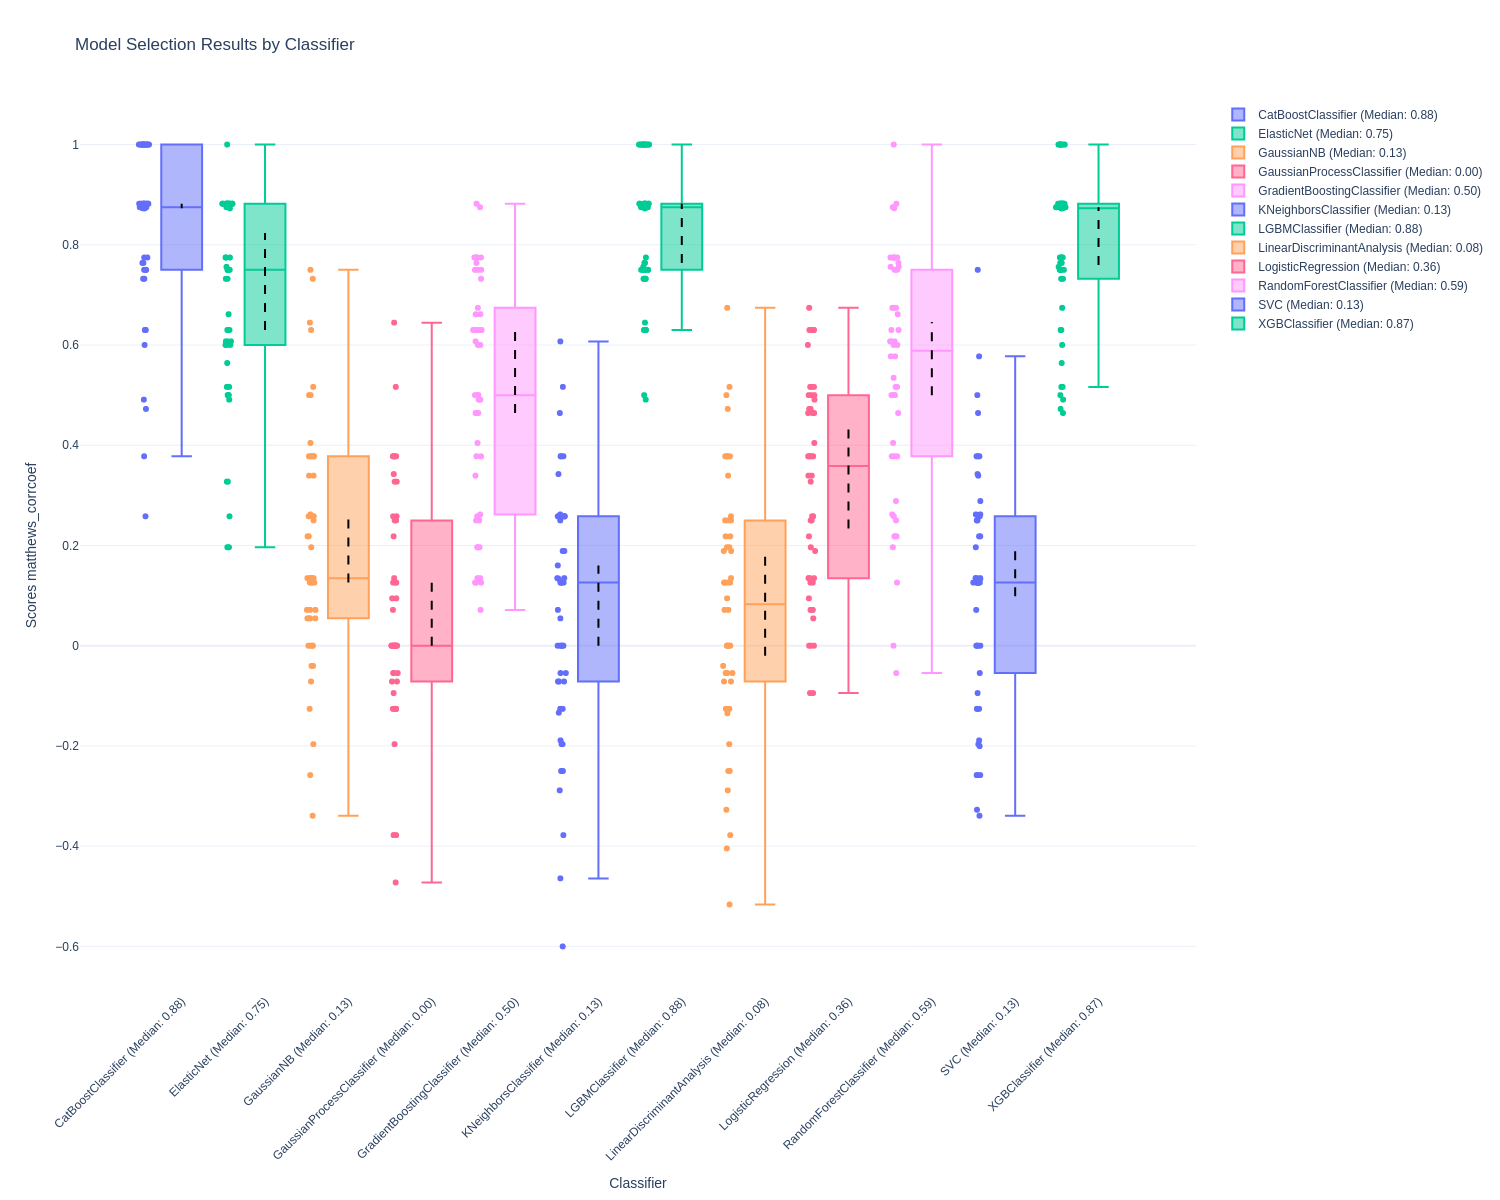 Model Selection Results by Classifier
CatBoostClassifier (Median: 0.88)
ElasticNet (Median: 0.75)
GaussianNB (Median: 0.13)
GaussianProcessClassifier (Median: 0.00)
GradientBoostingClassifier (Median: 0.50)
KNeighborsClassifier (Median: 0.13)
LGBMClassifier (Median: 0.88)
LinearDiscriminantAnalysis (Median: 0.08)
LogisticRegression (Median: 0.36)
RandomForestClassifier (Median: 0.59)
SVC (Median: 0.13)
XGBClassifier (Median: 0.87)
1
0.8
0.6
0.4
0.2
0
−0.2
−0.4
−0.6
Scores matthews_corrcoef
CatBoostClassifier (Median: 0.88)
ElasticNet (Median: 0.75)
GaussianNB (Median: 0.13)
GaussianProcessClassifier (Median: 0.00)
GradientBoostingClassifier (Median: 0.50)
KNeighborsClassifier (Median: 0.13)
LGBMClassifier (Median: 0.88)
LinearDiscriminantAnalysis (Median: 0.08)
LogisticRegression (Median: 0.36)
RandomForestClassifier (Median: 0.59)
SVC (Median: 0.13)
XGBClassifier (Median: 0.87)
Classifier